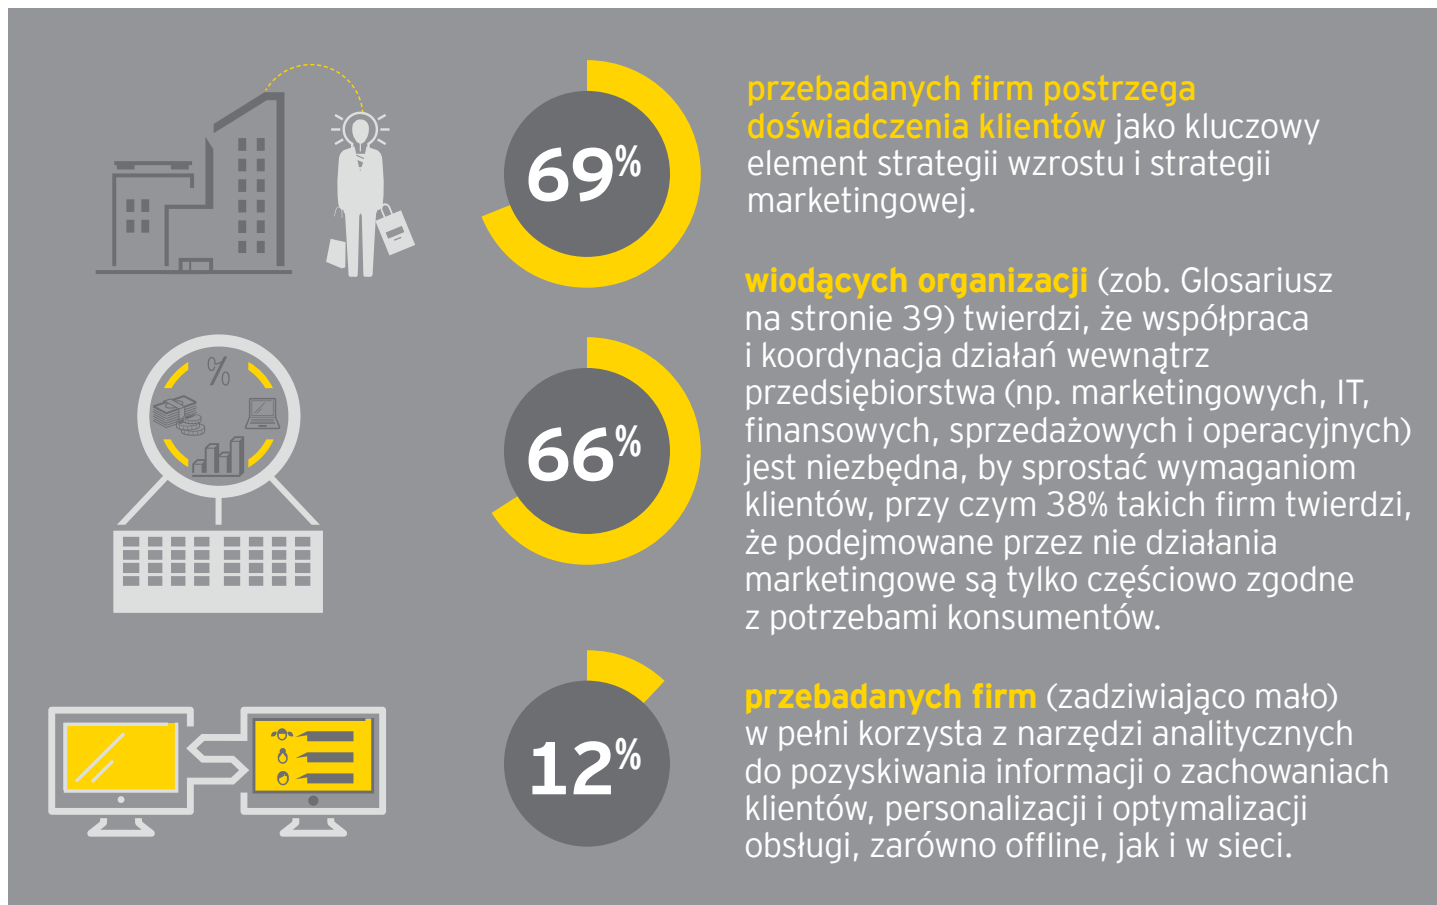 69%
przebadanych firm postrzega
doświadczenia klientów jako kluczowy
element strategii wzrostu i strategii
marketingowej.
%
66%
wiodących organizacji (zob. Glosariusz
na stronie 39) twierdzi, że współpraca
i koordynacja działań wewnątrz
przedsiębiorstwa (np. marketingowych, IT,
finansowych, sprzedażowych i operacyjnych)
jest niezbędna, by sprostać wymaganiom
klientów, przy czym 38% takich firm twierdzi,
że podejmowane przez nie działania
marketingowe są tylko częściowo zgodne
z potrzebami konsumentów.
12%
przebadanych firm (zadziwiająco mało)
w pełni korzysta z narzędzi analitycznych
do pozyskiwania informacji o zachowaniach
klientów, personalizacji i optymalizacji
obsługi, zarówno offline, jak i w sieci.